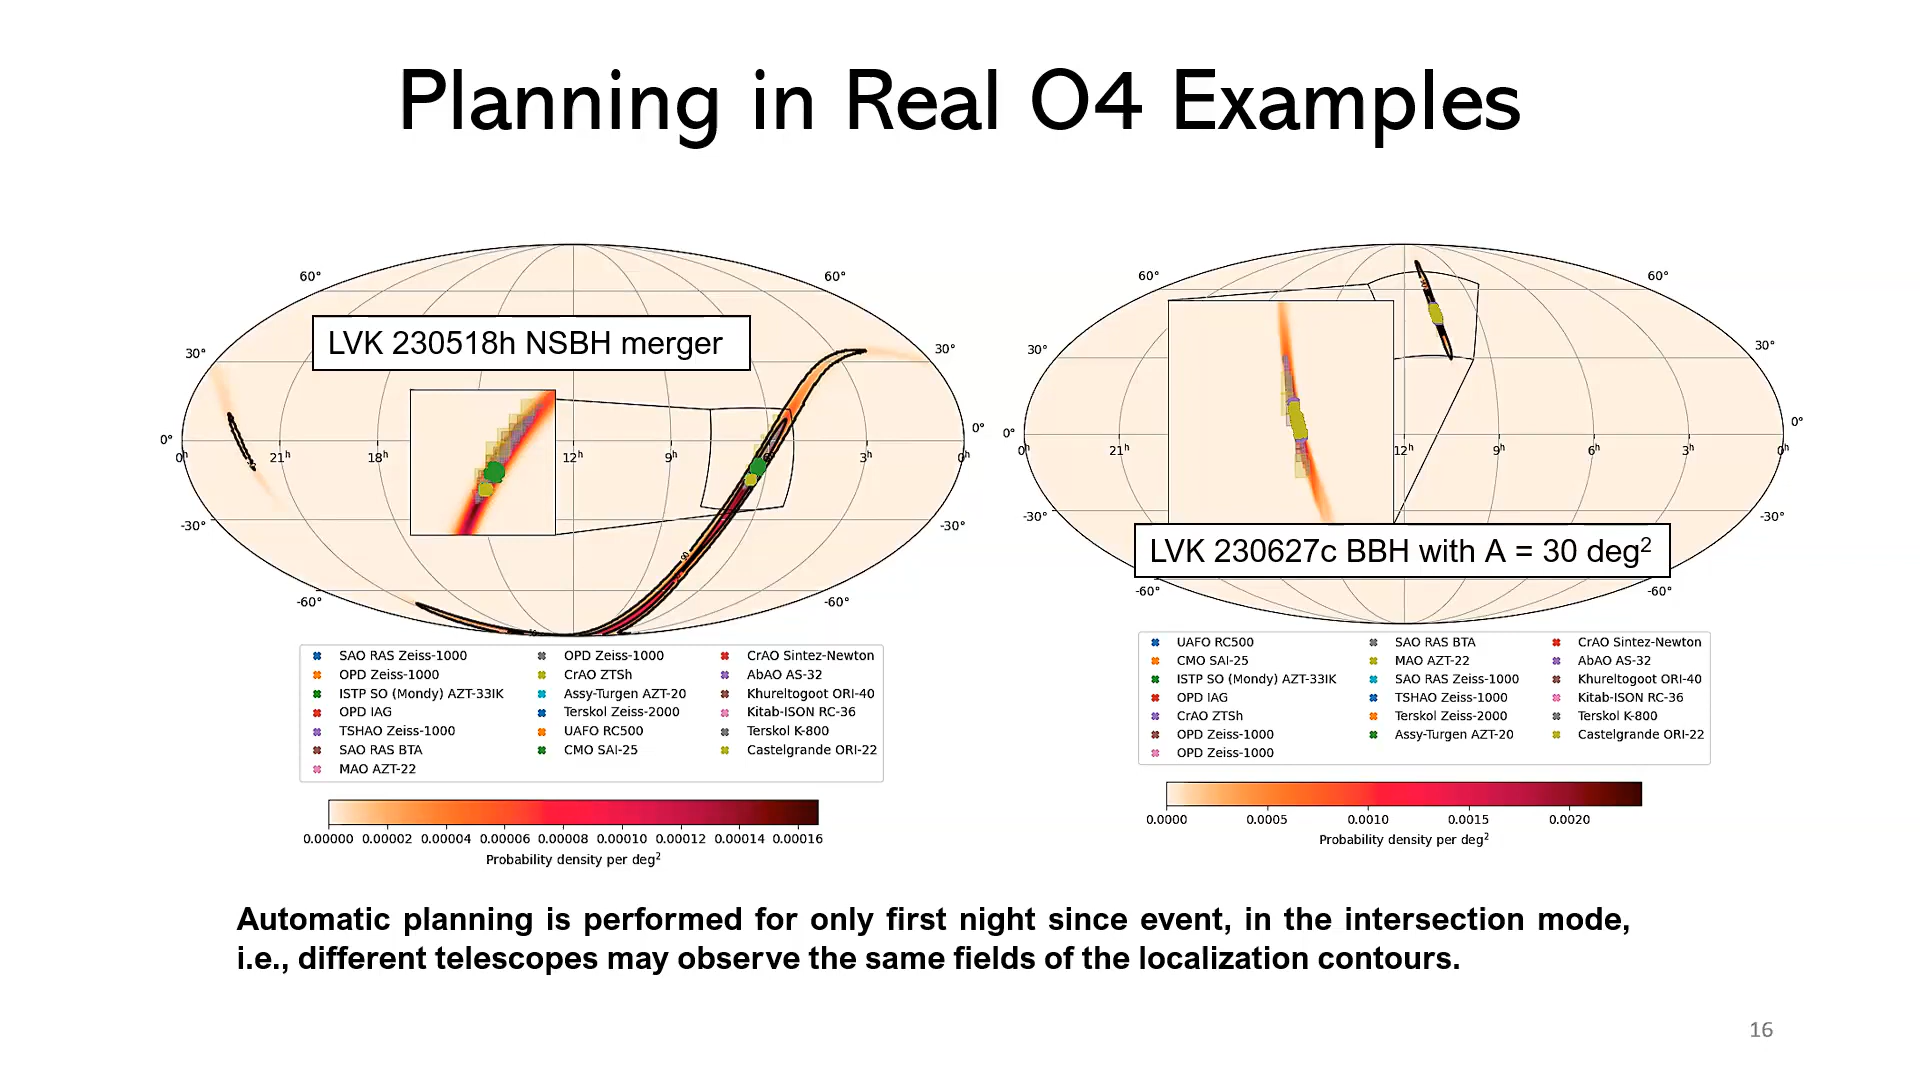 Planning in Real O4 Examples
60°
60°
30°
30°
0°
0°
0h
21h
18h
12h
9h
3h
0h
-30°
-30°
-60°
-60°
LVK 230518h NSBH merger
90
SAO RAS Zeiss-1000
OPD Zeiss-1000
ISTP SO (Mondy) AZT-33IK
OPD IAG
TSHAO Zeiss-1000
SAO RAS BTA
MAO AZT-22
OPD Zeiss-1000
CrAO ZTSh
Assy-Turgen AZT-20
Terskol Zeiss-2000
UAFO RC500
CMO SAI-25
CrAO Sintez-Newton
AbAO AS-32
Khureltogoot ORI-40
Kitab-ISON RC-36
Terskol K-800
Castelgrande ORI-22
0.00000 0.00002 0.00004 0.00006 0.00008 0.00010 0.00012 0.00014 0.00016
Probability density per deg²
60°
60°
30°
30°
0°
0°
0h
21h
12h
9h
6h
3h
0h
-30°
-30°
-60°
-60°
LVK 230627c BBH with A = 30 deg²
UAFO RC500
CMO SAI-25
ISTP SO (Mondy) AZT-33IK
OPD IAG
CrAO ZTSh
OPD Zeiss-1000
OPD Zeiss-1000
SAO RAS BTA
MAO AZT-22
SAO RAS Zeiss-1000
TSHAO Zeiss-1000
Terskol Zeiss-2000
Assy-Turgen AZT-20
CrAO Sintez-Newton
AbAO AS-32
Khureltogoot ORI-40
Kitab-ISON RC-36
Terskol K-800
Castelgrande ORI-22
0.0000 0.0005 0.0010 0.0015 0.0020
Probability density per deg²
Automatic planning is performed for only first night since event, in the intersection mode,
i.e., different telescopes may observe the same fields of the localization contours.
16